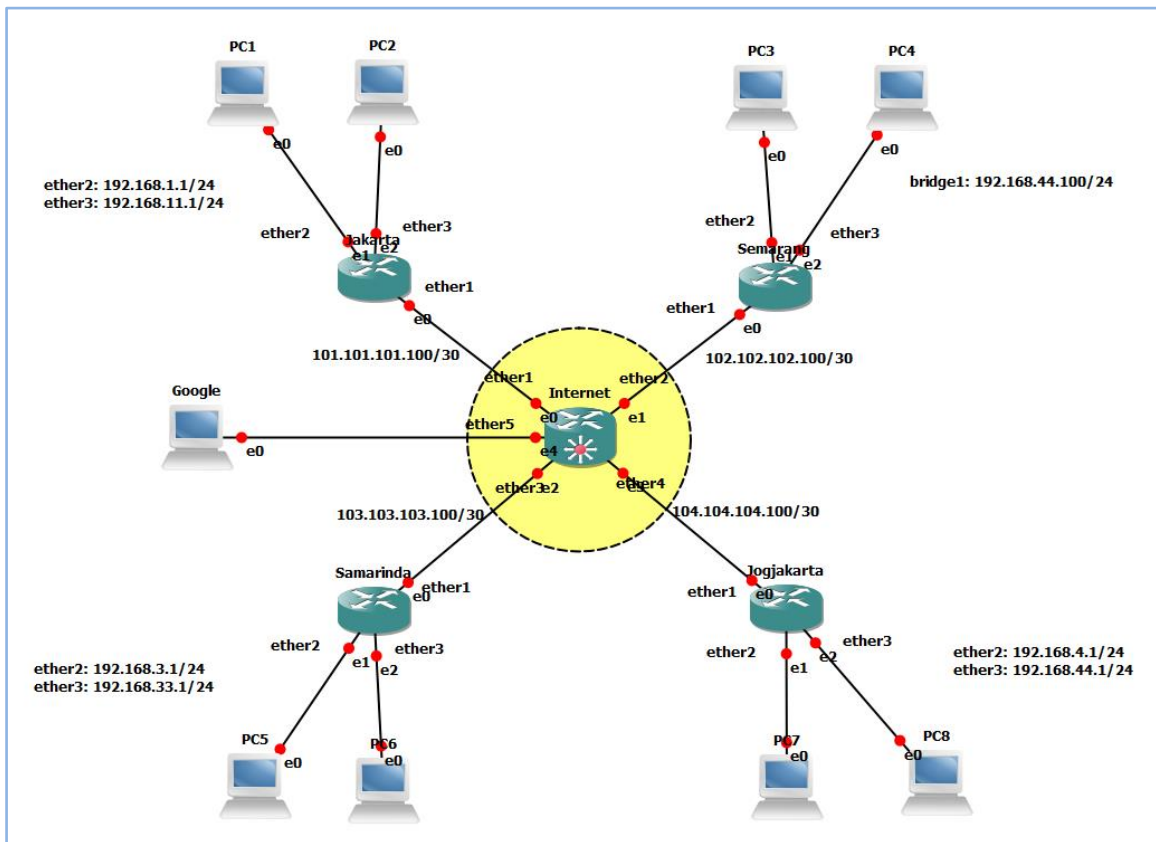 PC1
PC2
PC3
PC4
e0
e0
e0
e0
ether2: 192.168.1.1/24
ether3: 192.168.11.1/24
bridge1: 192.168.44.100/24
ether2
ether3
Jakarta
e1
e2
ether1
e0
ether2
ether3
Semarang
e1
e2
ether1
e0
101.101.101.100/30
102.102.102.100/30
ether1
ether2
Internet
e0
e1
Google
e0
ether5
e4
ether3
e2
ether4
103.103.103.100/30
104.104.104.100/30
Samarinda
ether1
e0
Jogjakarta
ether1
e0
ether2
ether3
e1
e2
ether2
ether3
e1
e2
ether2: 192.168.3.1/24
ether3: 192.168.33.1/24
ether2: 192.168.4.1/24
ether3: 192.168.44.1/24
PC5
PC6
PC7
PC8
e0
e0
e0
e0